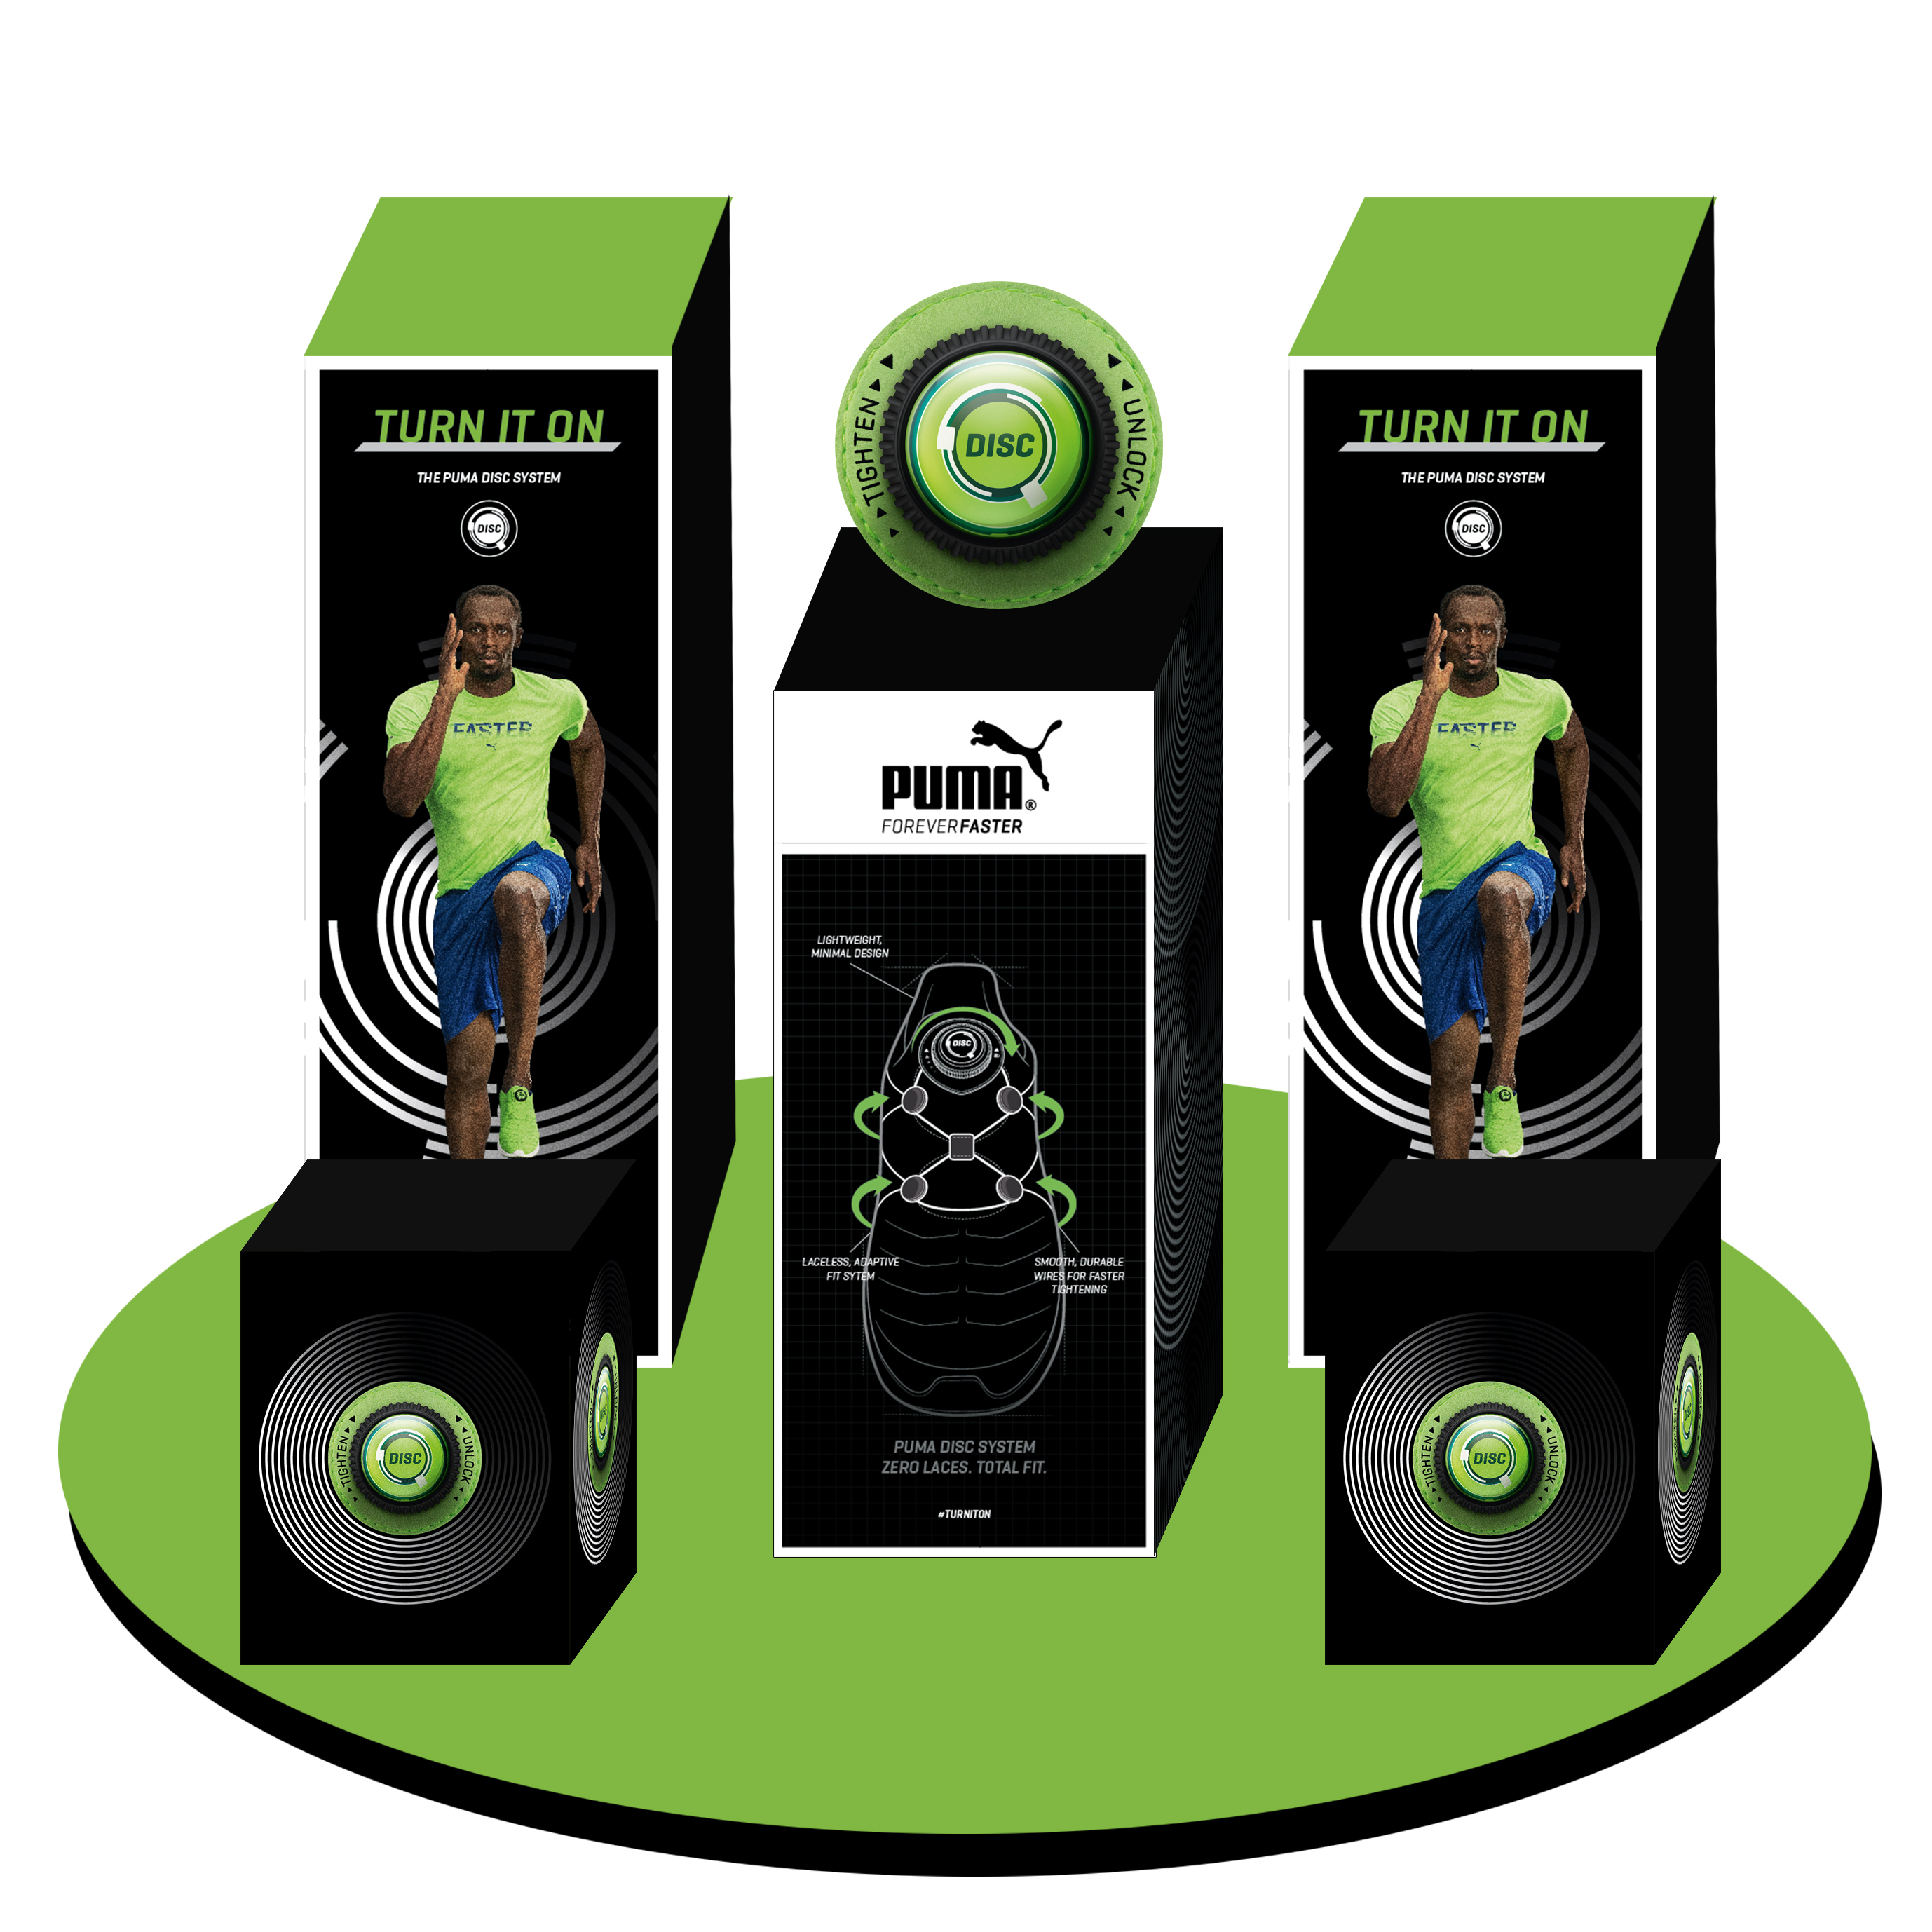 TURN IT ON
THE PUMA DISC SYSTEM
DISC
FASTER
TIGHTEN
DISC
UNLOCK
PUMA®
FOREVERFASTER
LIGHTWEIGHT,
MINIMAL DESIGN
DISC
LACELESS, ADAPTIVE
FIT SYTEM
SMOOTH, DURABLE
WIRES FOR FASTER
TIGHTENING
PUMA DISC SYSTEM
ZERO LACES. TOTAL FIT.
#TURNITON
TURN IT ON
THE PUMA DISC SYSTEM
DISC
FASTER
TIGHTEN
DISC
UNLOCK
TIGHTEN
DISC
UNLOCK